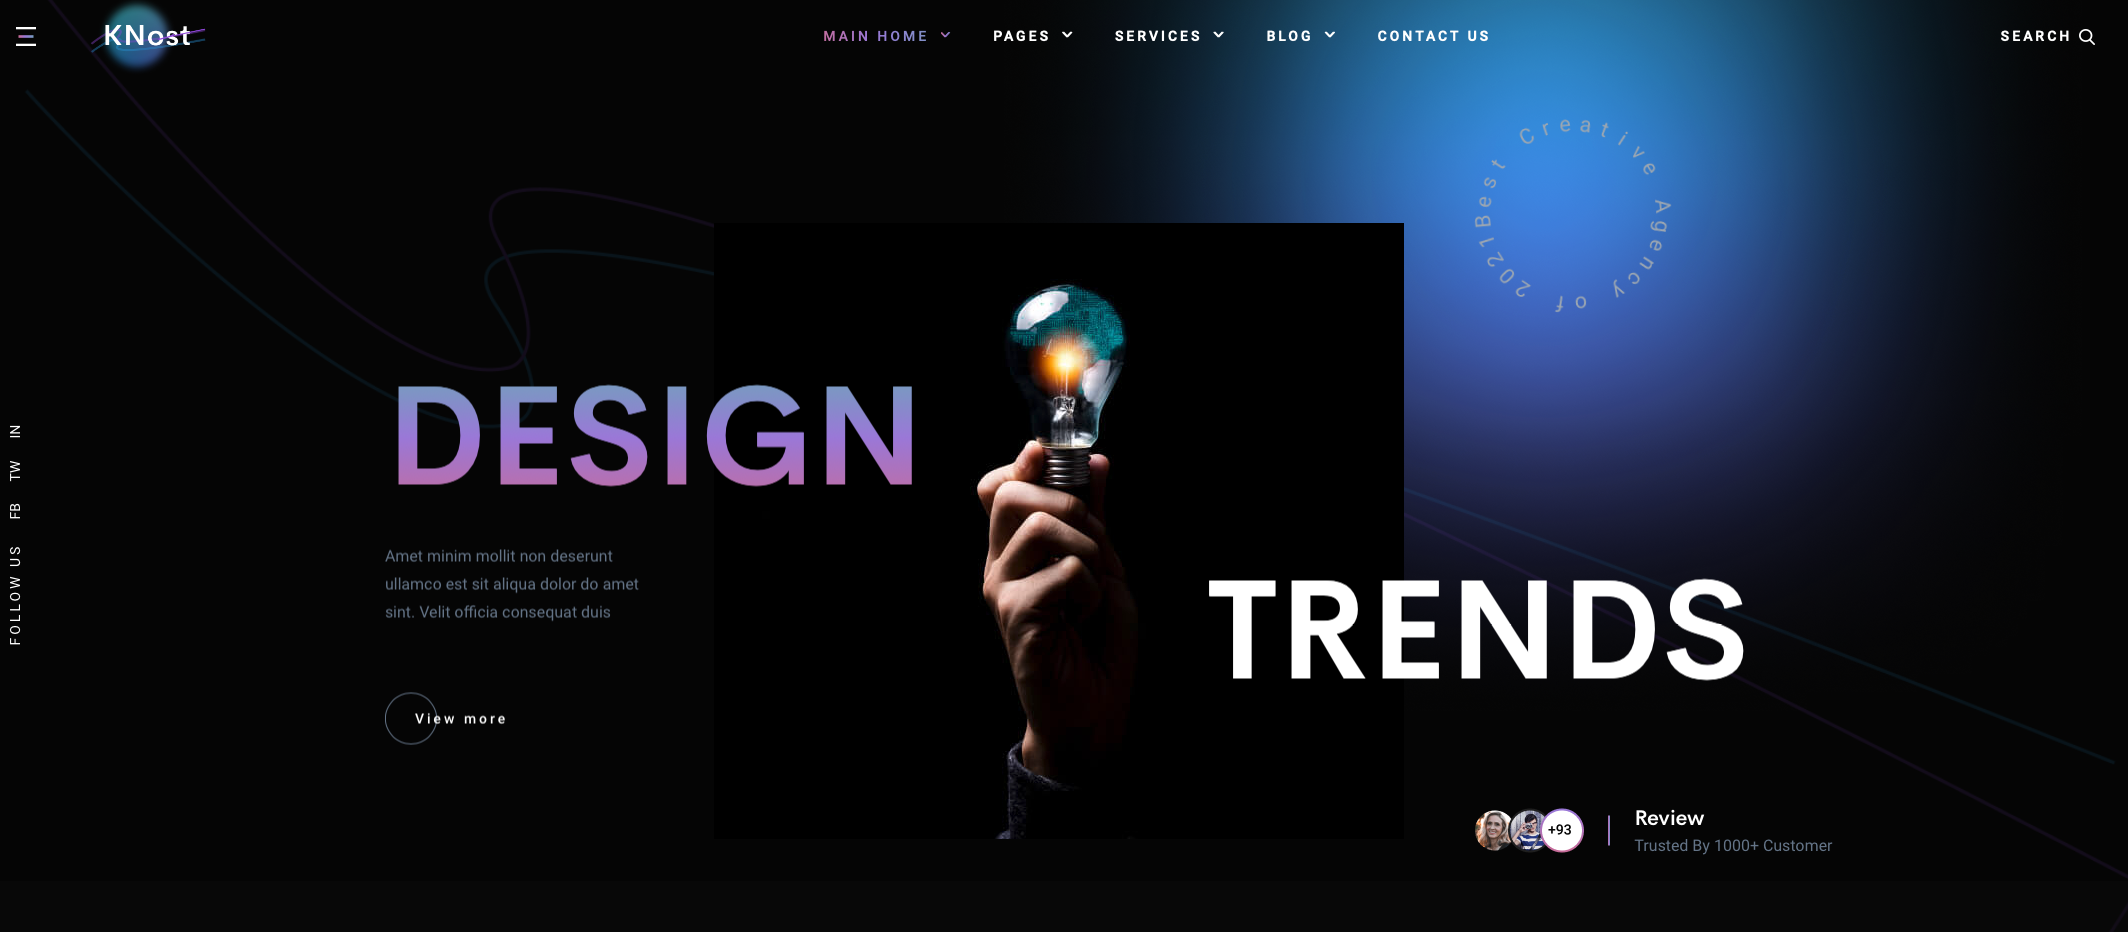 KNost
MAIN HOME
PAGES
SERVICES
BLOG
CONTACT US
SEARCH
Best Creative Agency of 2021
DESIGN
FOLLOW US FB TW IN
Amet minim mollit non deserunt
ullamco est sit aliqua dolor do amet
sint. Velit officia consequat duis
TRENDS
View more
+93
Review
Trusted By 1000+ Customer